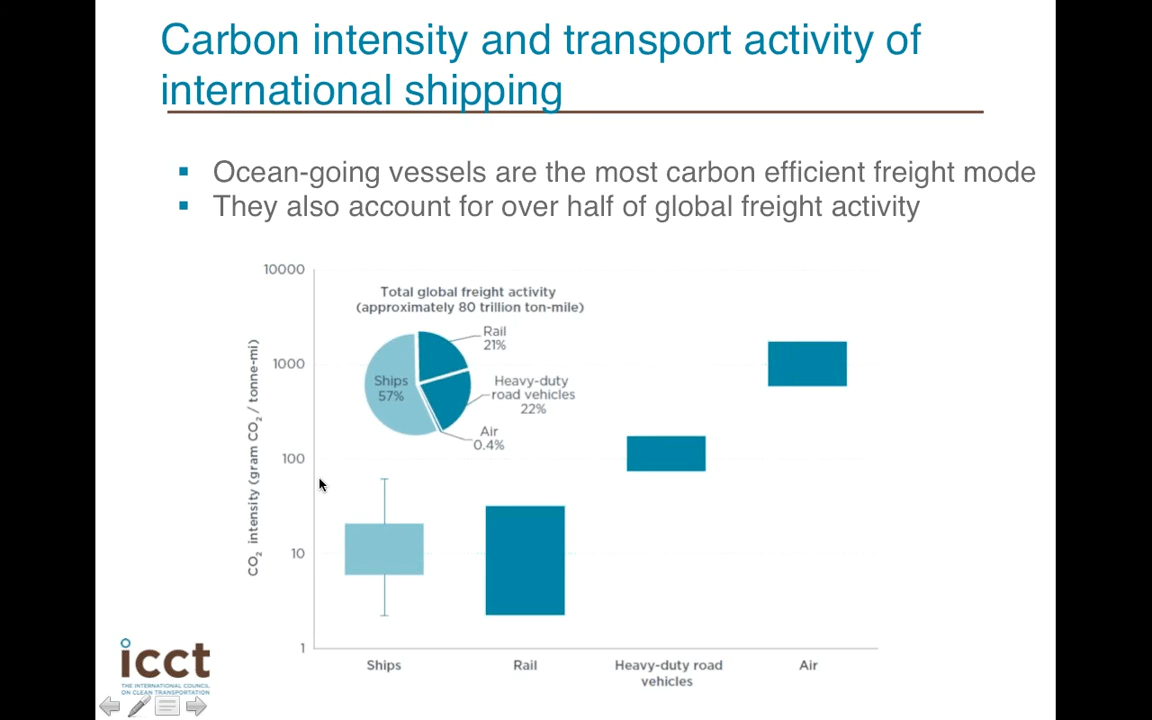 Carbon intensity and transport activity of
international shipping
▪ Ocean-going vessels are the most carbon efficient freight mode
▪ They also account for over half of global freight activity
10000
1000
100
10
1
CO₂ intensity (gram CO₂ / tonne-mi)
Total global freight activity
(approximately 80 trillion ton-mile)
Rail
21%
Ships
57%
Heavy-duty
road vehicles
22%
Air
0.4%
Ships
Rail
Heavy-duty road
vehicles
Air
icct
THE INTERNATIONAL COUNCIL
ON CLEAN TRANSPORTATION